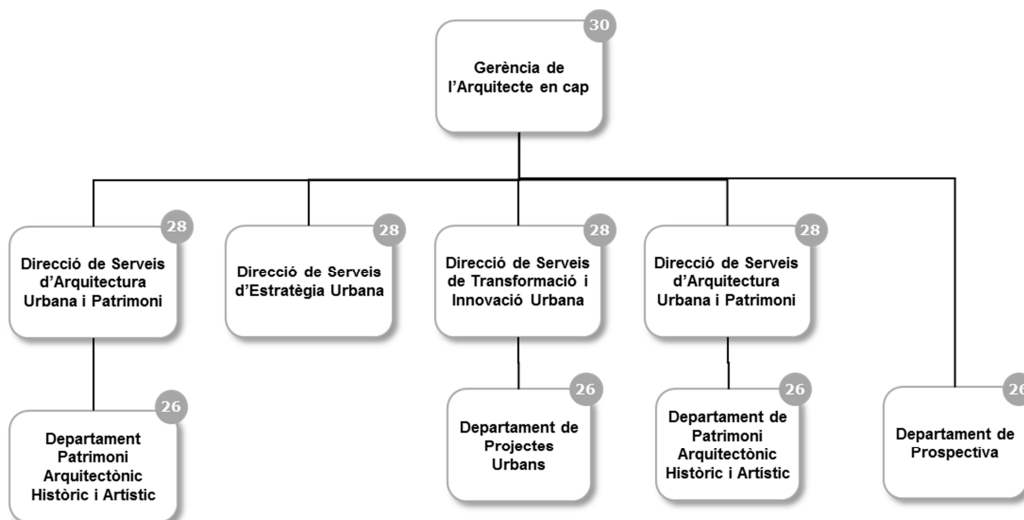 30
Gerència de
l'Arquitecte en cap
28
Direcció de Serveis
d'Arquitectura
Urbana i Patrimoni
28
Direcció de Serveis
d'Estratègia Urbana
28
Direcció de Serveis
de Transformació i
Innovació Urbana
28
Direcció de Serveis
d'Arquitectura
Urbana i Patrimoni
26
Departament
Patrimoni
Arquitectònic
Històric i Artístic
26
Departament de
Projectes
Urbans
26
Departament de
Patrimoni
Arquitectònic
Històric i Artístic
26
Departament de
Prospectiva